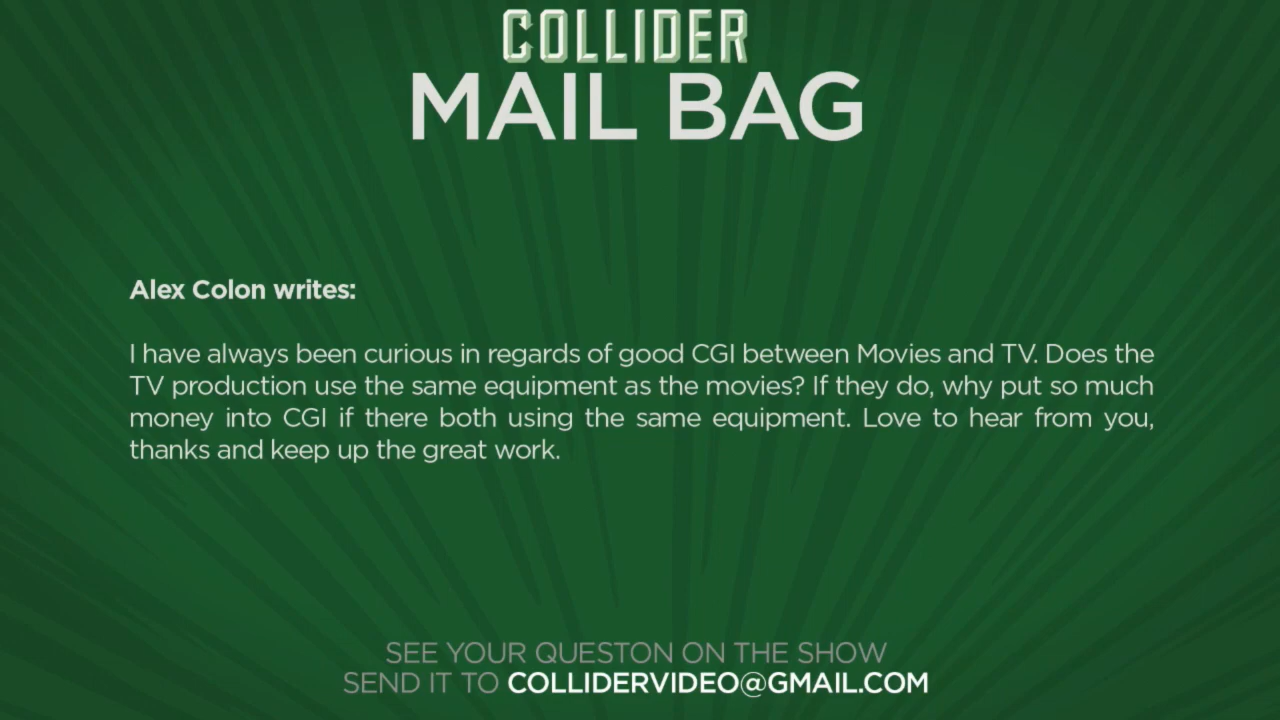 COLLIDER
MAIL BAG
Alex Colon writes:
I have always been curious in regards of good CGI between Movies and TV. Does the
TV production use the same equipment as the movies? If they do, why put so much
money into CGI if there both using the same equipment. Love to hear from you,
thanks and keep up the great work.
SEE YOUR QUESTON ON THE SHOW
SEND IT TO COLLIDERVIDEO@GMAIL.COM